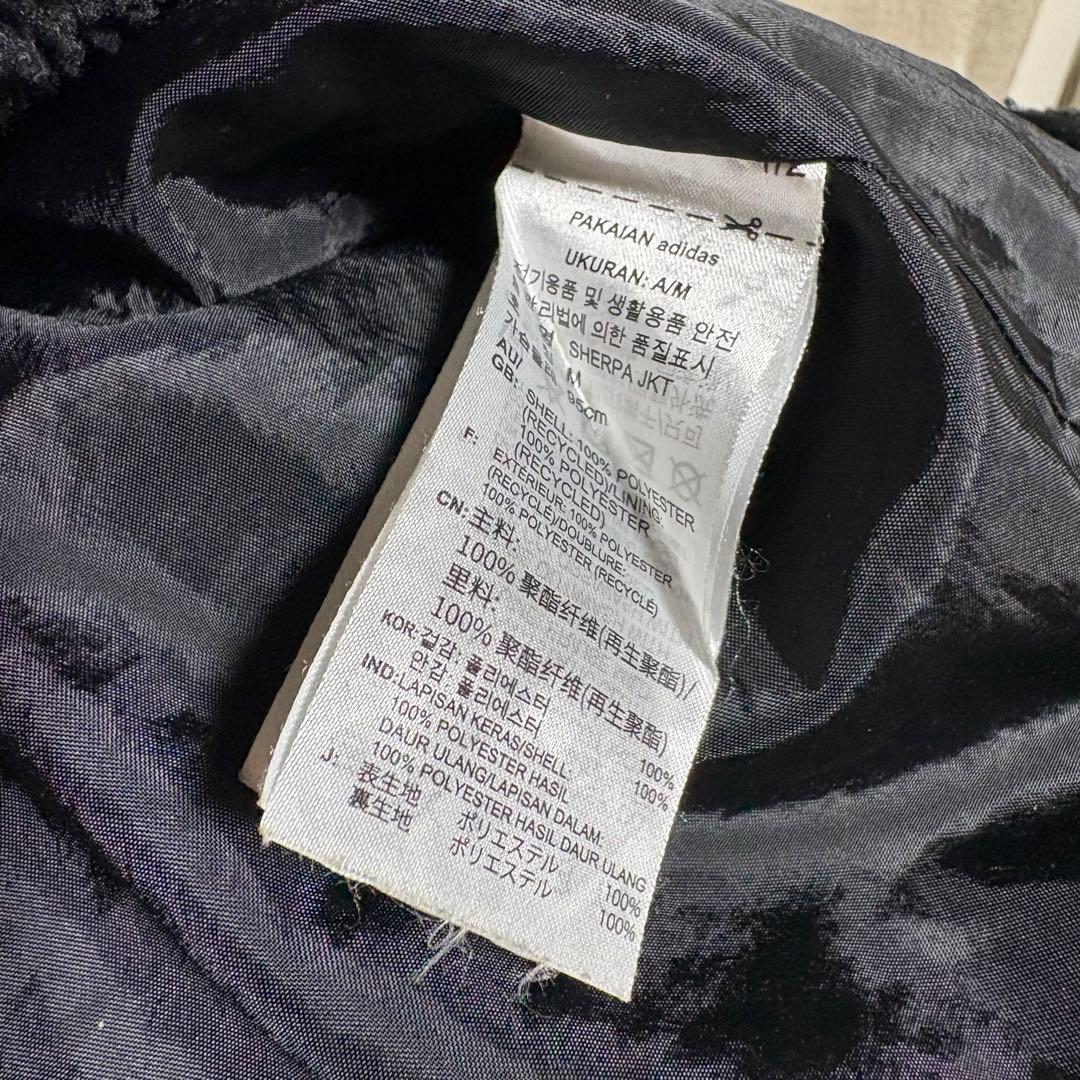 PAKAIAN adidas
UKURAN: A/M
전기용품 및 생활용품 안전
관리법에 의한 품질표시
SHERPA JKT
M
가슴둘레 95cm
AU/
GB: SHELL: 100% POLYESTER
(RECYCLED)/LINING:
100% POLYESTER
(RECYCLED)
F: EXTÉRIEUR: 100% POLYESTER
(RECYCLÉ)/DOUBLURE:
100% POLYESTER (RECYCLÉ)
CN: 主料:
100% 聚酯纤维(再生聚酯)/
里料:
100% 聚酯纤维(再生聚酯)
KOR: 겉감: 폴리에스터 100%
안감: 폴리에스터 100%
IND: LAPISAN KERAS/SHELL:
100% POLYESTER HASIL
DAUR ULANG/LAPISAN DALAM:
100% POLYESTER HASIL DAUR ULANG
J: 表生地 ポリエステル 100%
裏生地 ポリエステル 100%